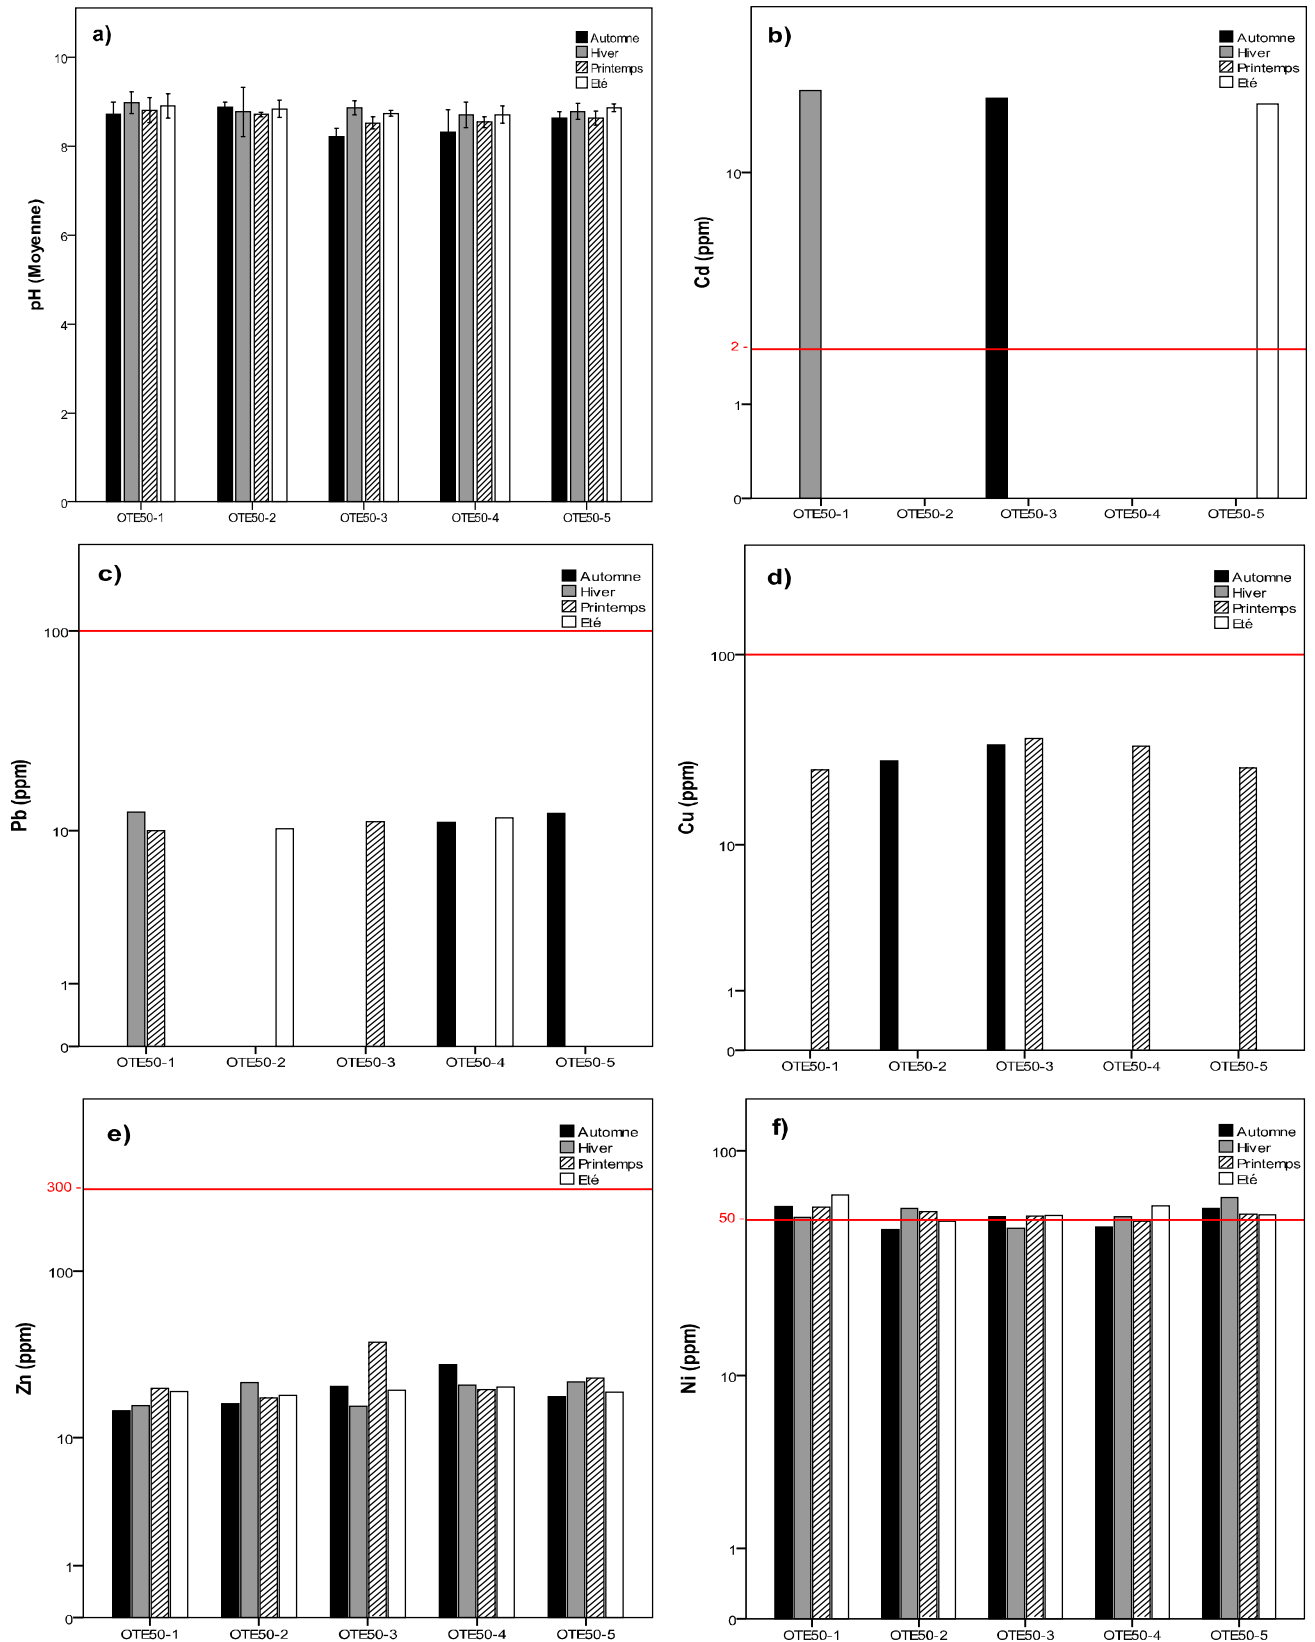 a)
Automne
Hiver
Printemps
Eté
10
8
6
4
2
0
pH (Moyenne)
OTE50-1 OTE50-2 OTE50-3 OTE50-4 OTE50-5
b)
Automne
Hiver
Printemps
Eté
10
2 -
1
0
Cd (ppm)
OTE50-1 OTE50-2 OTE50-3 OTE50-4 OTE50-5
c)
Automne
Hiver
Printemps
Eté
100
10
1
0
Pb (ppm)
OTE50-1 OTE50-2 OTE50-3 OTE50-4 OTE50-5
d)
Automne
Hiver
Printemps
Eté
100
10
1
0
Cu (ppm)
OTE50-1 OTE50-2 OTE50-3 OTE50-4 OTE50-5
e)
Automne
Hiver
Printemps
Eté
300 -
100
10
1
0
Zn (ppm)
OTE50-1 OTE50-2 OTE50-3 OTE50-4 OTE50-5
f)
Automne
Hiver
Printemps
Eté
100
50 -
10
1
0
Ni (ppm)
OTE50-1 OTE50-2 OTE50-3 OTE50-4 OTE50-5